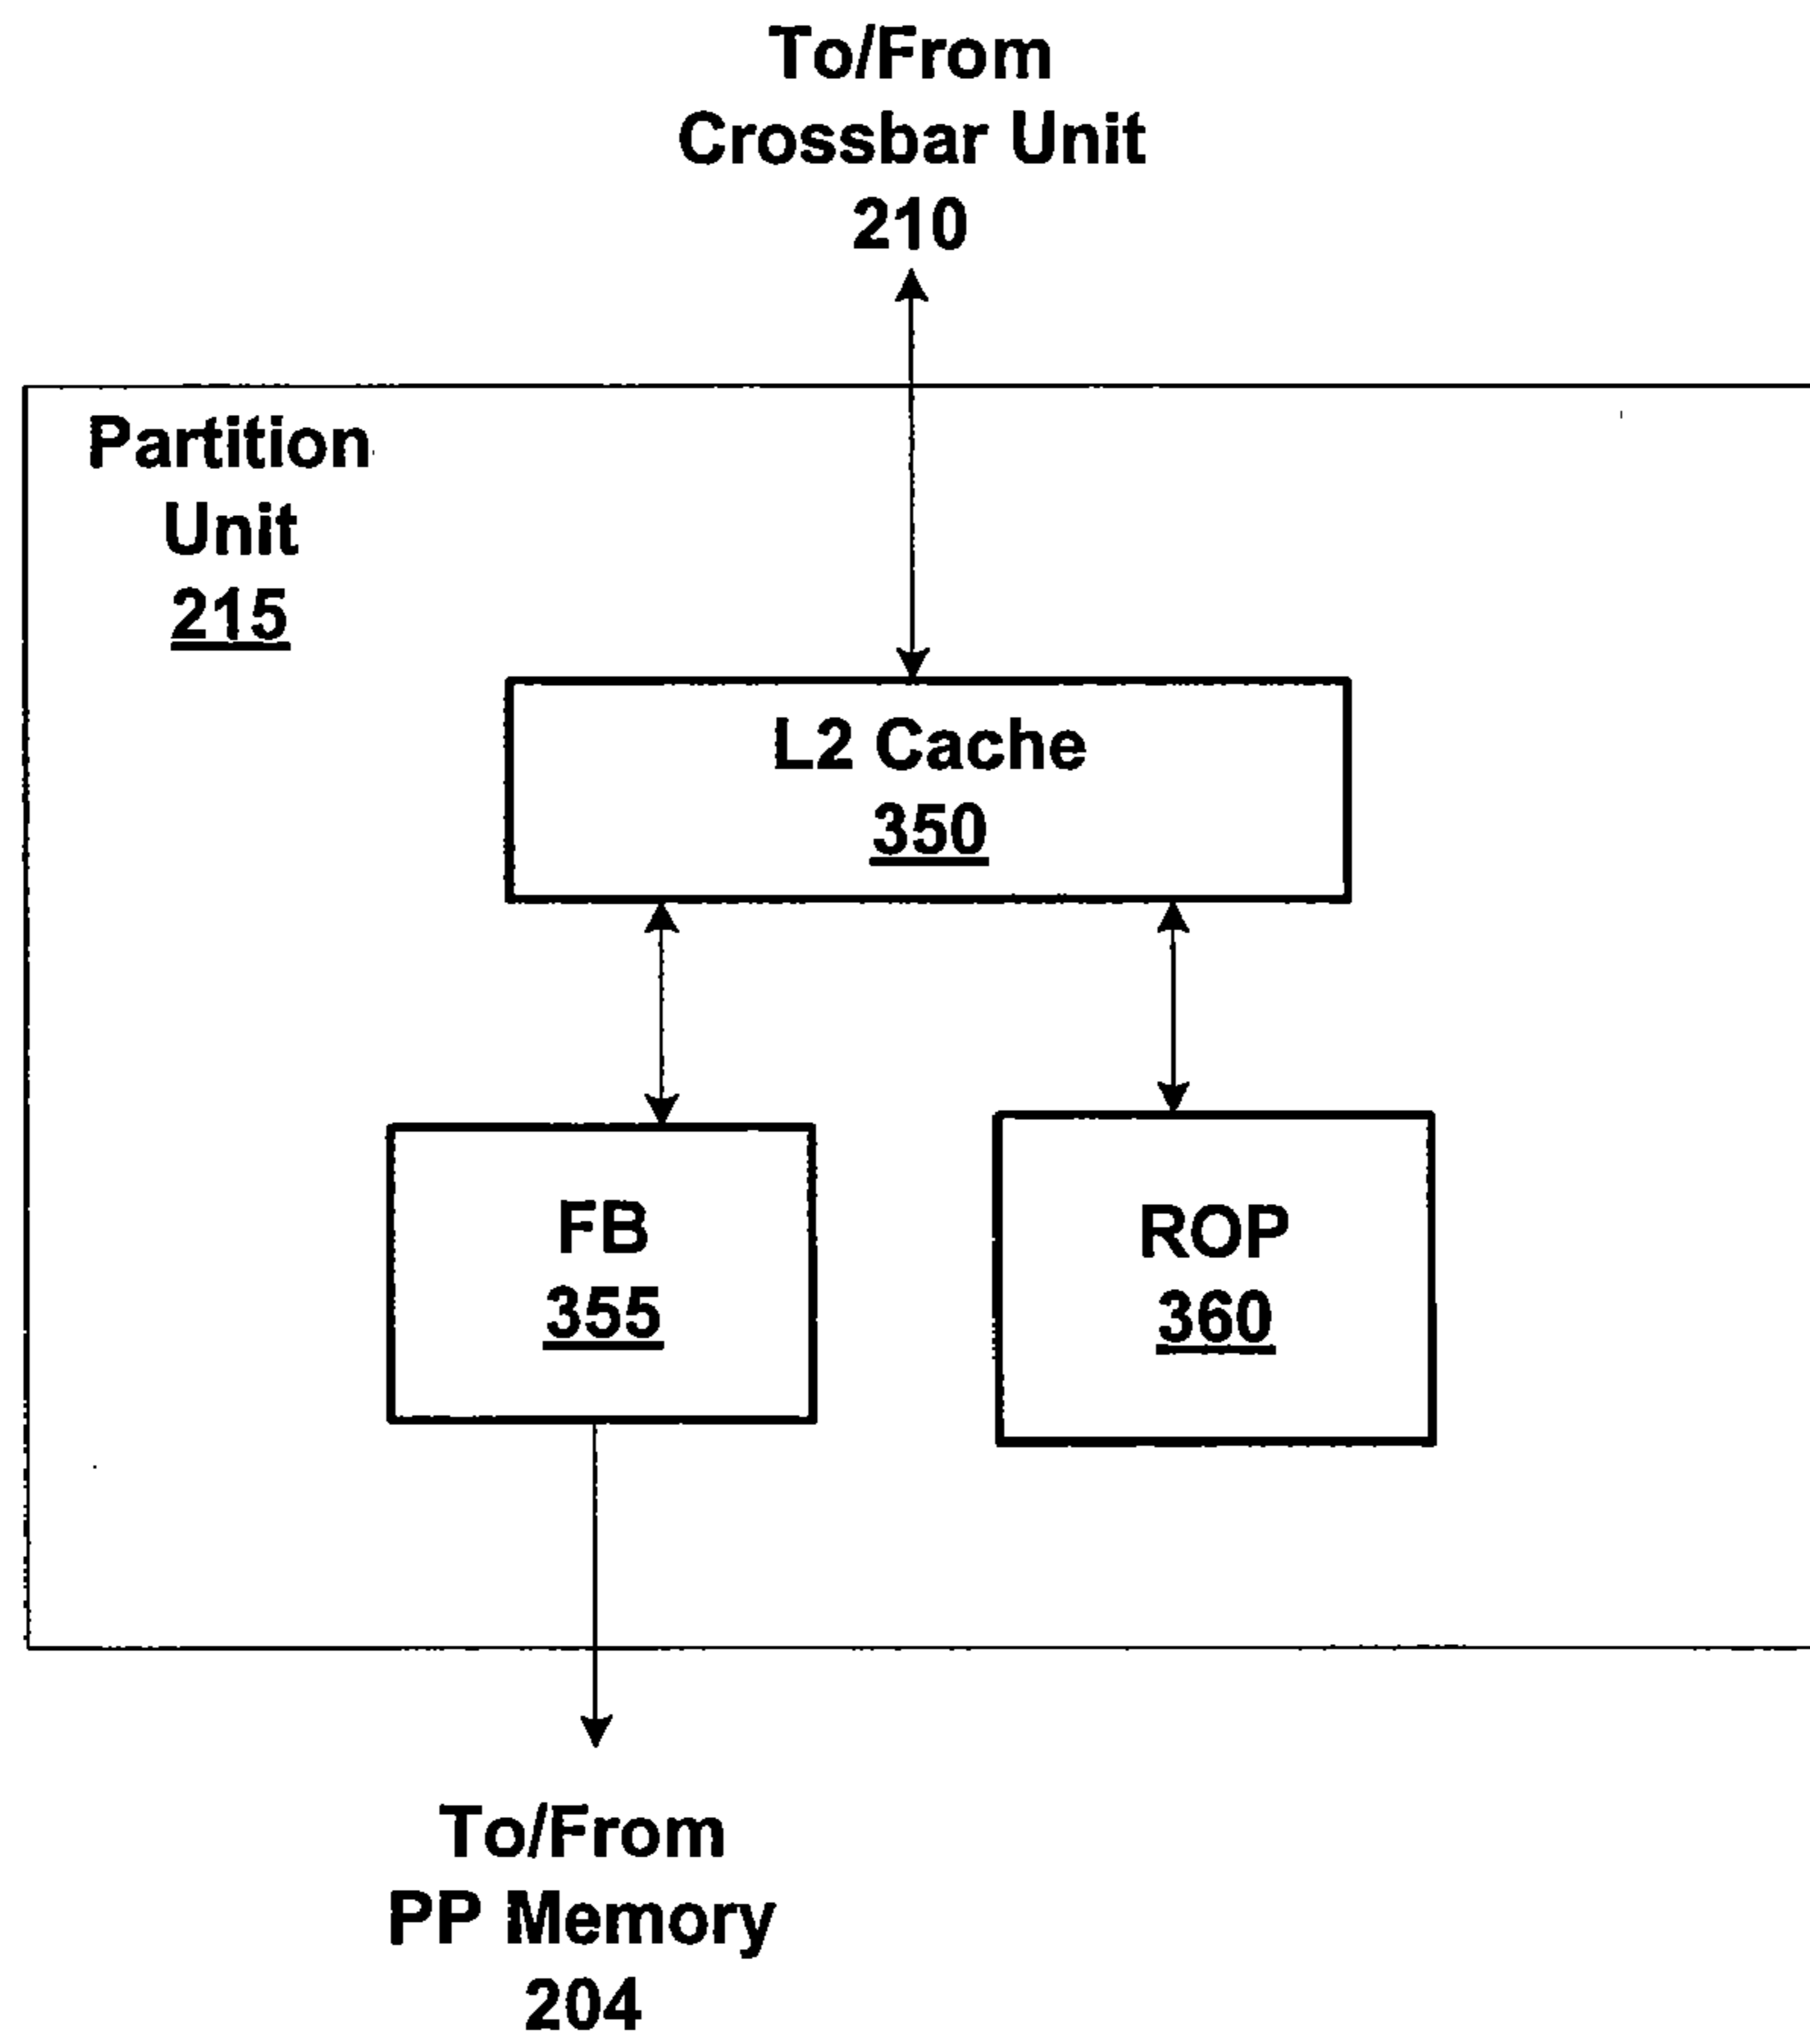 To/From
Crossbar Unit
210
Partition
Unit
215
L2 Cache
350
FB
355
ROP
360
To/From
PP Memory
204